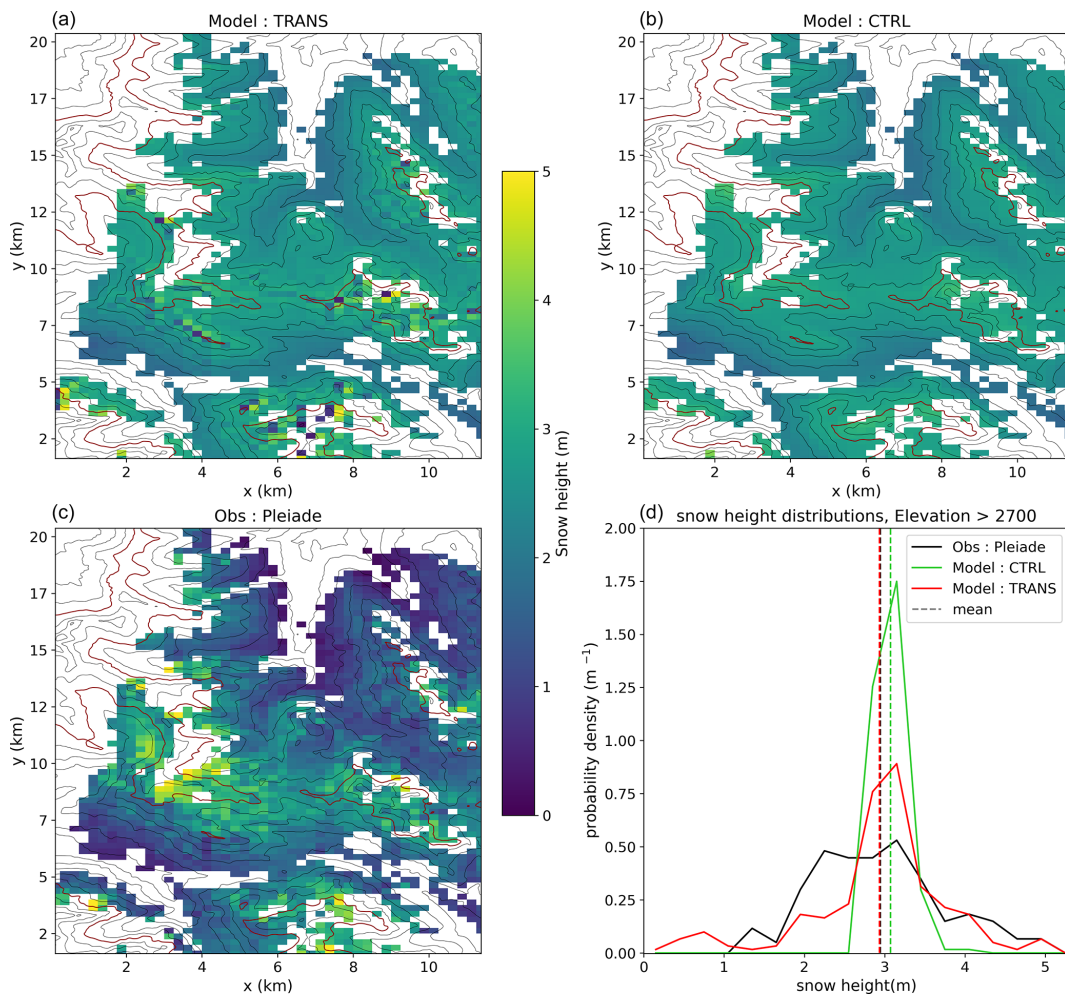 (a)
Model : TRANS
(b)
Model : CTRL
20
17
15
12
10
7
5
2
y (km)
2
4
6
8
10
x (km)
20
17
15
12
10
7
5
2
y (km)
2
4
6
8
10
x (km)
5
4
3
2
1
0
Snow height (m)
(c)
Obs : Pleiade
20
17
15
12
10
7
5
2
y (km)
2
4
6
8
10
x (km)
(d)
snow height distributions, Elevation > 2700
Obs : Pleiade
Model : CTRL
Model : TRANS
mean
2.00
1.75
1.50
1.25
1.00
0.75
0.50
0.25
0.00
probability density (m⁻¹)
0
1
2
3
4
5
snow height(m)